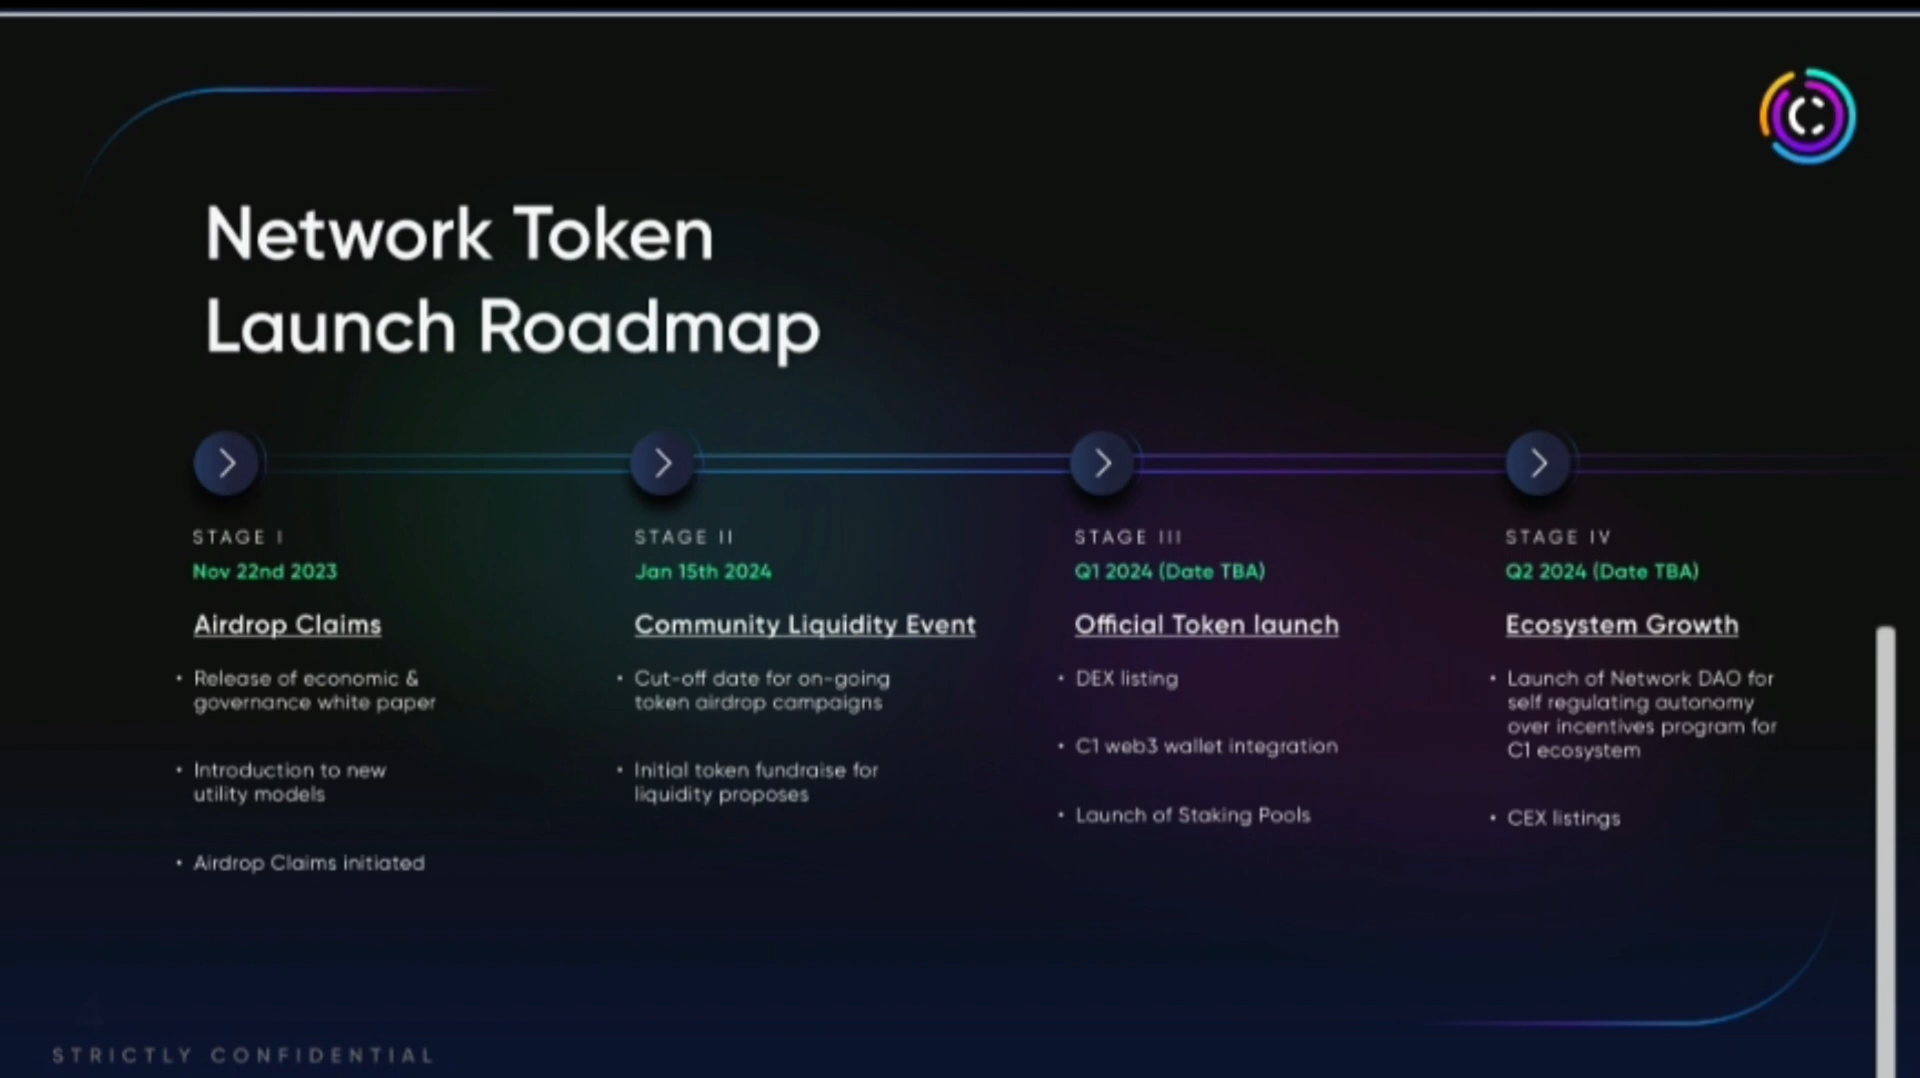 Network Token
Launch Roadmap
STAGE I
Nov 22nd 2023
Airdrop Claims
• Release of economic &
governance white paper
• Introduction to new
utility models
• Airdrop Claims initiated
STAGE II
Jan 15th 2024
Community Liquidity Event
• Cut-off date for on-going
token airdrop campaigns
• Initial token fundraise for
liquidity proposes
STAGE III
Q1 2024 (Date TBA)
Official Token launch
• DEX listing
• C1 web3 wallet integration
• Launch of Staking Pools
STAGE IV
Q2 2024 (Date TBA)
Ecosystem Growth
• Launch of Network DAO for
self regulating autonomy
over incentives program for
C1 ecosystem
• CEX listings
4
STRICTLY CONFIDENTIAL